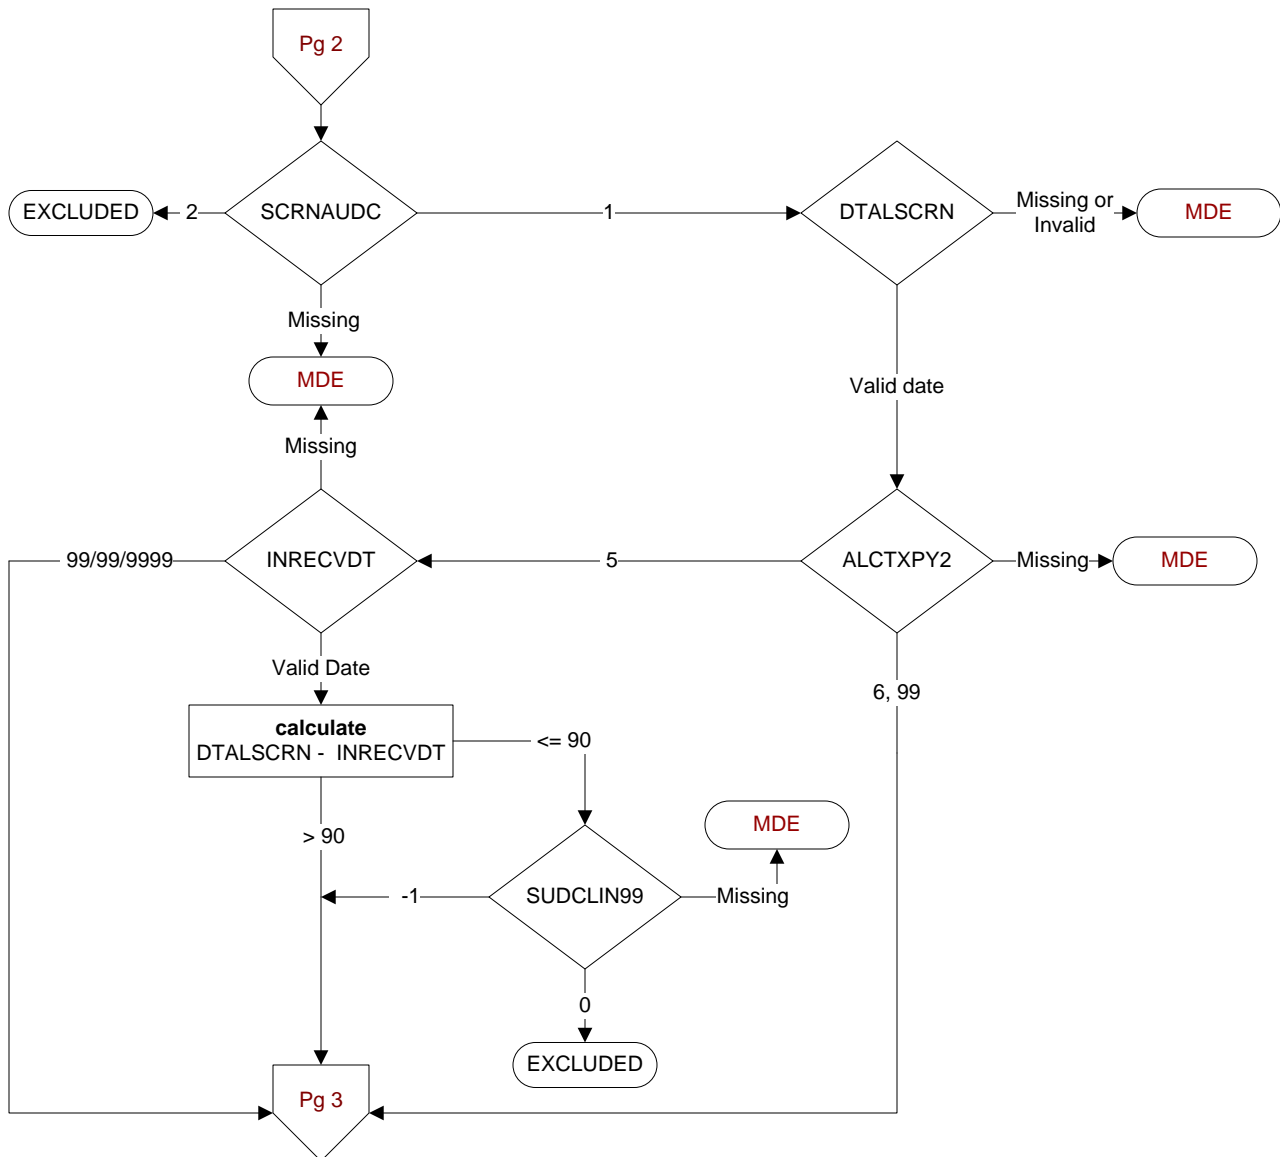 Pg 2
EXCLUDED
2
SCRNAUDC
1
DTALSCRN
Missing or
Invalid
MDE
Missing
MDE
Valid date
Missing
99/99/9999
INRECVDT
5
ALCTXPY2
Missing
MDE
Valid Date
6, 99
calculate
DTALSCRN - INRECVDT
<= 90
> 90
MDE
-1
SUDCLIN99
Missing
0
EXCLUDED
Pg 3